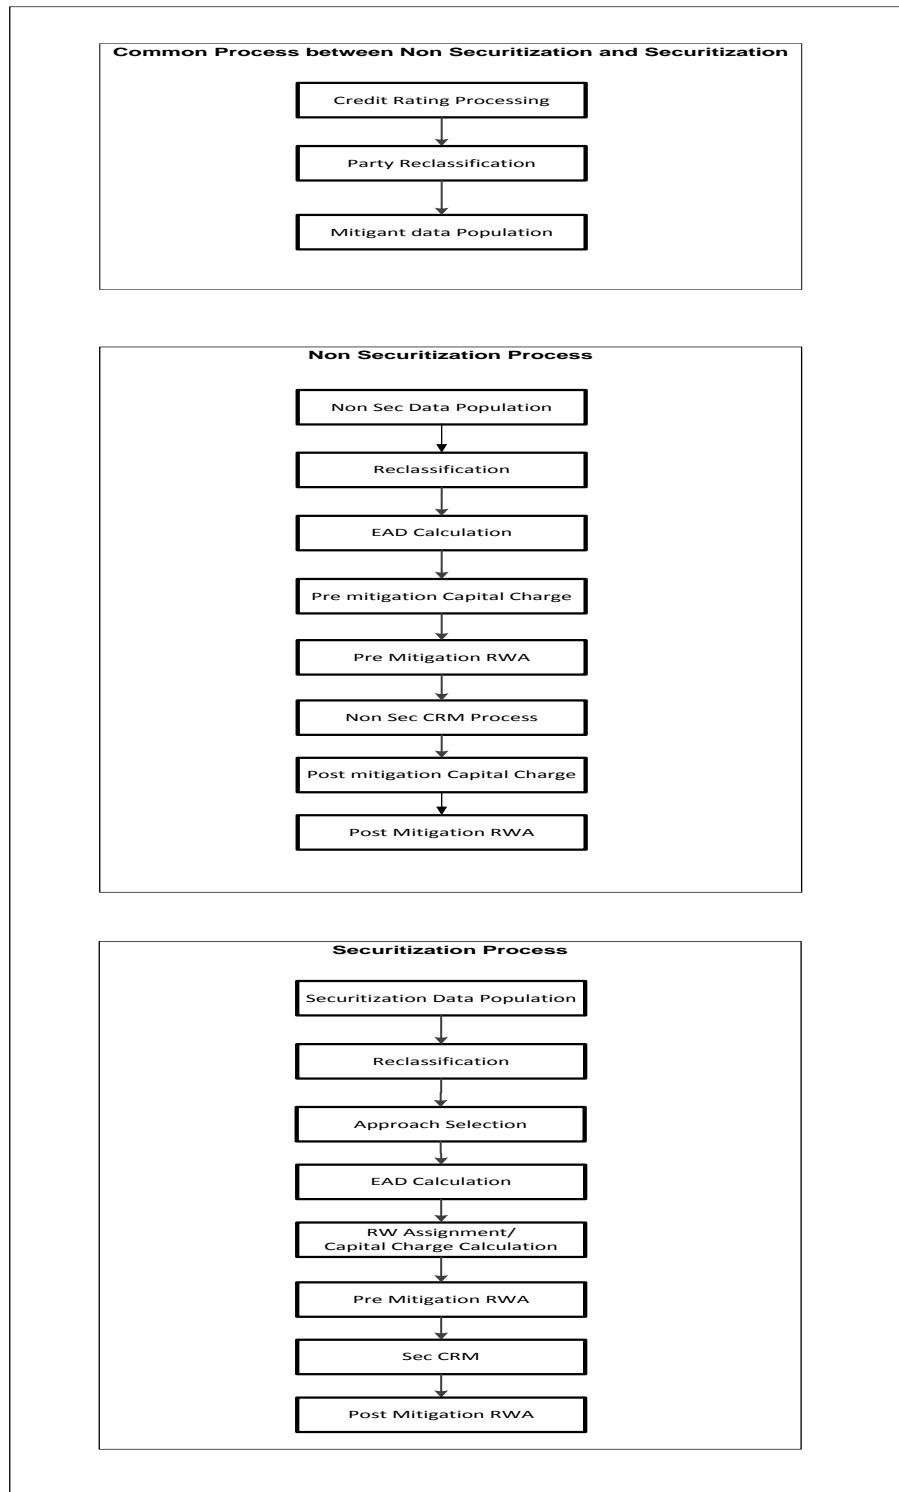 Common Process between Non Securitization and Securitization
Credit Rating Processing
Party Reclassification
Mitigant data Population
Non Securitization Process
Non Sec Data Population
Reclassification
EAD Calculation
Pre mitigation Capital Charge
Pre Mitigation RWA
Non Sec CRM Process
Post mitigation Capital Charge
Post Mitigation RWA
Securitization Process
Securitization Data Population
Reclassification
Approach Selection
EAD Calculation
RW Assignment/
Capital Charge Calculation
Pre Mitigation RWA
Sec CRM
Post Mitigation RWA